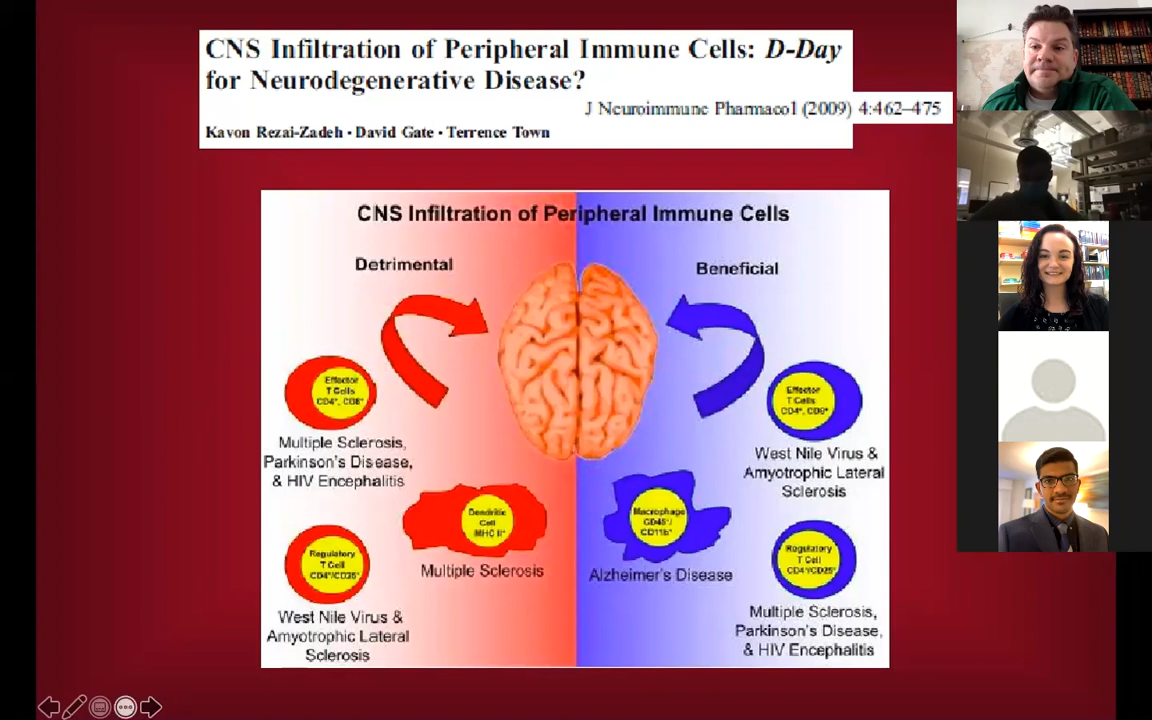 CNS Infiltration of Peripheral Immune Cells: D-Day
for Neurodegenerative Disease?
J Neuroimmune Pharmacol (2009) 4:462–475
Kavon Rezai-Zadeh · David Gate · Terrence Town
CNS Infiltration of Peripheral Immune Cells
Detrimental
Beneficial
Effector
T Cells
CD4⁺, CD8⁺
Multiple Sclerosis,
Parkinson's Disease,
& HIV Encephalitis
Effector
T Cells
CD4⁺, CD8⁺
West Nile Virus &
Amyotrophic Lateral
Sclerosis
Dendritic
Cell
MHC II⁺
Multiple Sclerosis
Macrophage
CD45⁺/
CD11b⁺
Alzheimer's Disease
Regulatory
T Cell
CD4⁺/CD25⁺
West Nile Virus &
Amyotrophic Lateral
Sclerosis
Regulatory
T Cell
CD4⁺/CD25⁺
Multiple Sclerosis,
Parkinson's Disease,
& HIV Encephalitis